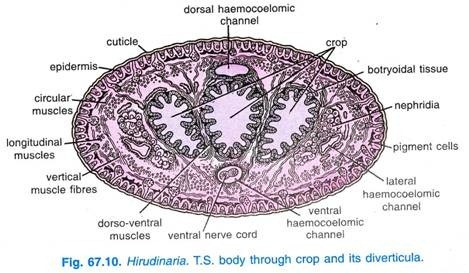 dorsal haemocoelomic
channel
cuticle
crop
epidermis
botryoidal tissue
circular
muscles
nephridia
longitudinal
muscles
pigment cells
vertical
muscle fibres
lateral
haemocoelomic
channel
dorso-ventral
muscles
ventral nerve cord
ventral
haemocoelomic
channel
Fig. 67.10. Hirudinaria. T.S. body through crop and its diverticula.